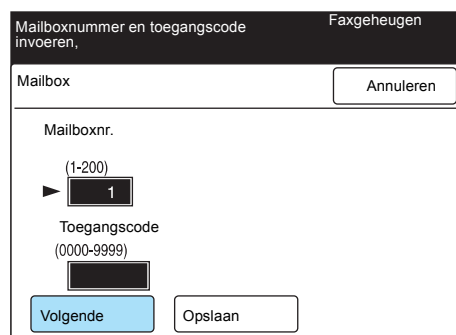 Mailboxnummer en toegangscode
invoeren,
Faxgeheugen
Mailbox
Annuleren
Mailboxnr.
(1-200)
1
Toegangscode
(0000-9999)
Volgende
Opslaan